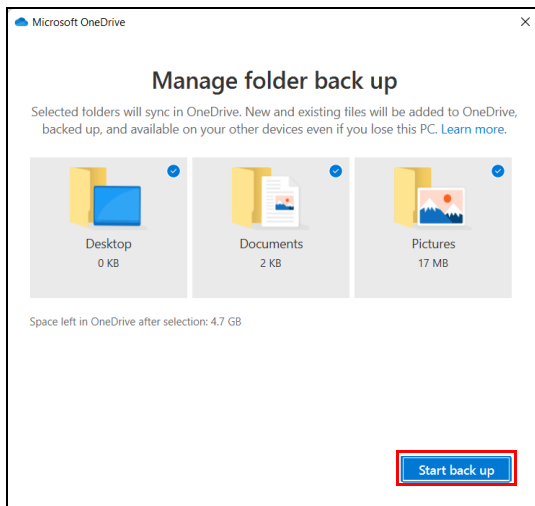 Microsoft OneDrive
Manage folder back up
Selected folders will sync in OneDrive. New and existing files will be added to OneDrive,
backed up, and available on your other devices even if you lose this PC. Learn more.
Desktop
0 KB
Documents
2 KB
Pictures
17 MB
Space left in OneDrive after selection: 4.7 GB
Start back up